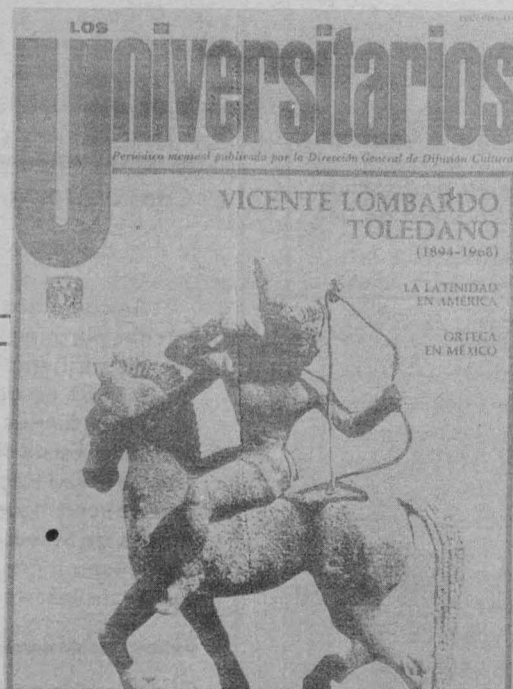 LOS
Universitarios
Periódico mensual publicado por la Dirección General de Difusión Cultural
VICENTE LOMBARDO
TOLEDANO
(1894-1968)
LA LATINIDAD
EN AMÉRICA
ORTEGA
EN MÉXICO